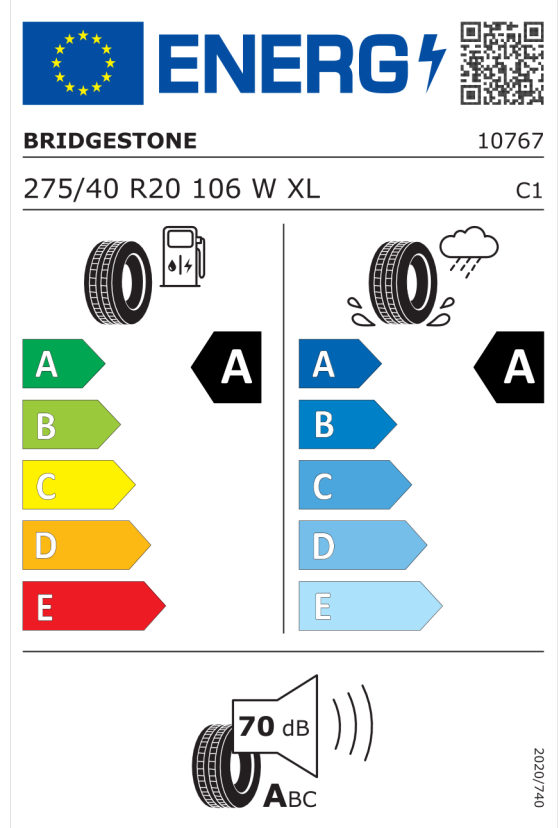 ENERG
BRIDGESTONE 10767
275/40 R20 106 W XL C1
A A
B
C
D
E
A A
B
C
D
E
70 dB
ABC
2020/740